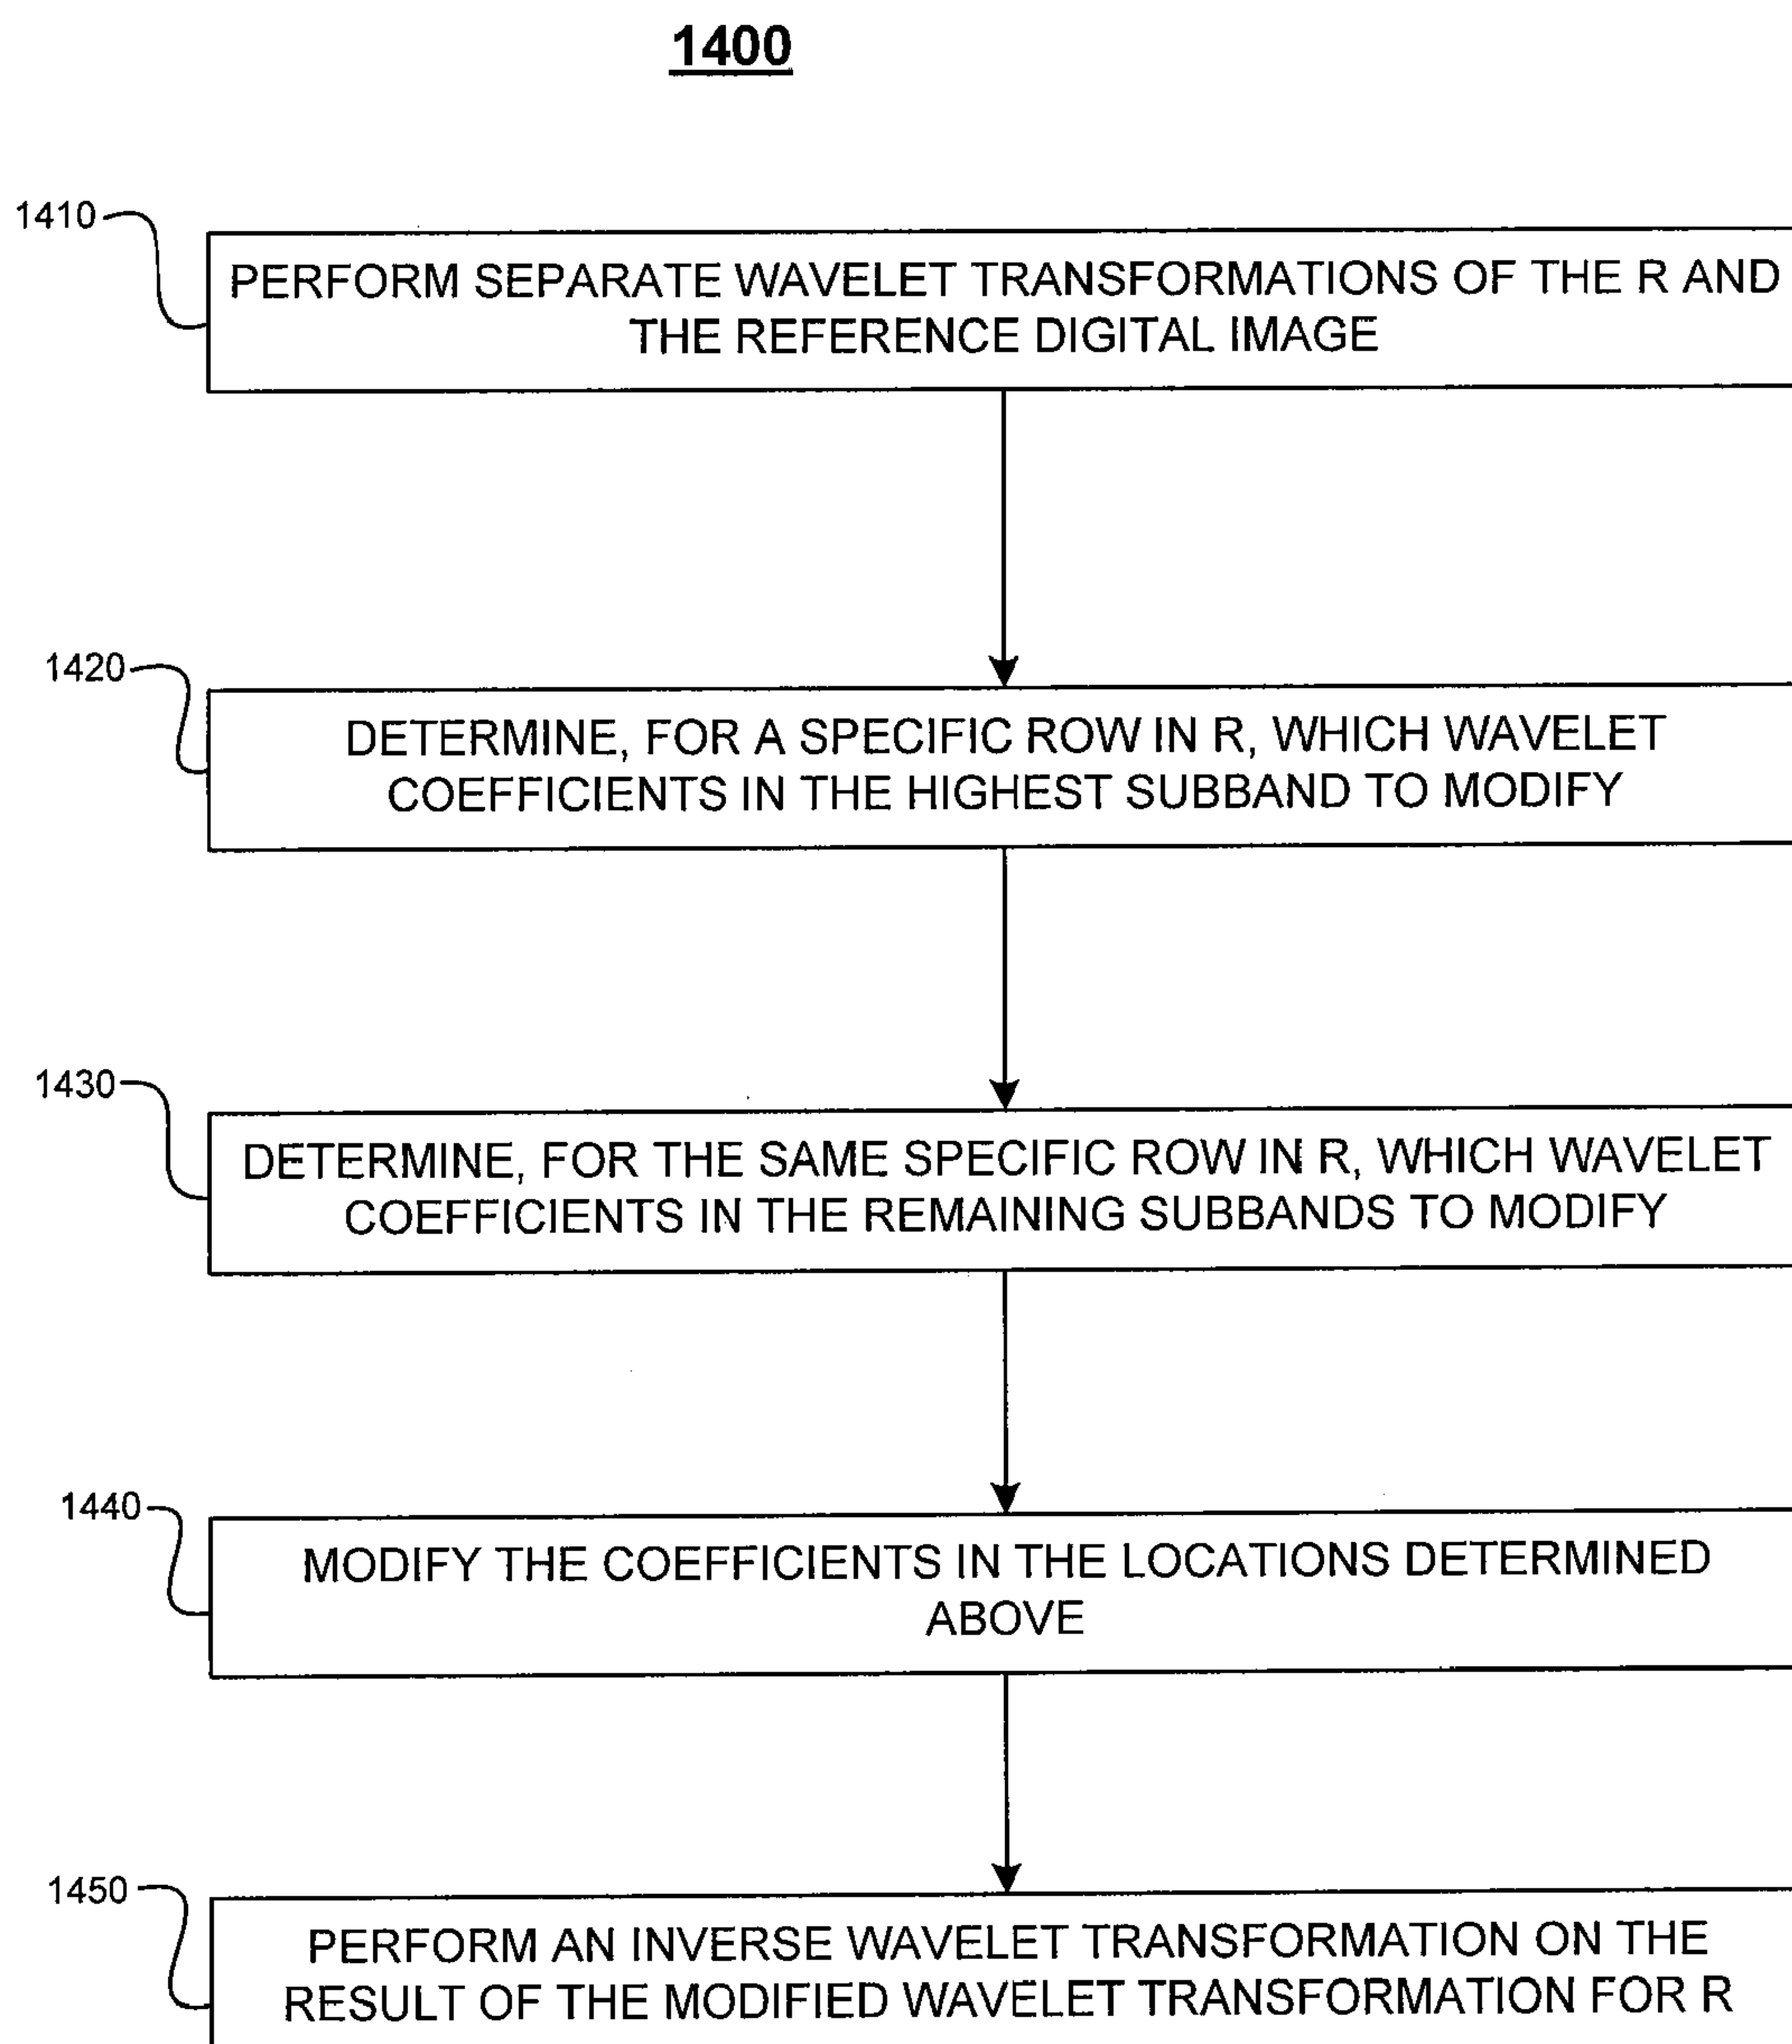 1400
1410
PERFORM SEPARATE WAVELET TRANSFORMATIONS OF THE R AND
THE REFERENCE DIGITAL IMAGE
1420
DETERMINE, FOR A SPECIFIC ROW IN R, WHICH WAVELET
COEFFICIENTS IN THE HIGHEST SUBBAND TO MODIFY
1430
DETERMINE, FOR THE SAME SPECIFIC ROW IN R, WHICH WAVELET
COEFFICIENTS IN THE REMAINING SUBBANDS TO MODIFY
1440
MODIFY THE COEFFICIENTS IN THE LOCATIONS DETERMINED
ABOVE
1450
PERFORM AN INVERSE WAVELET TRANSFORMATION ON THE
RESULT OF THE MODIFIED WAVELET TRANSFORMATION FOR R